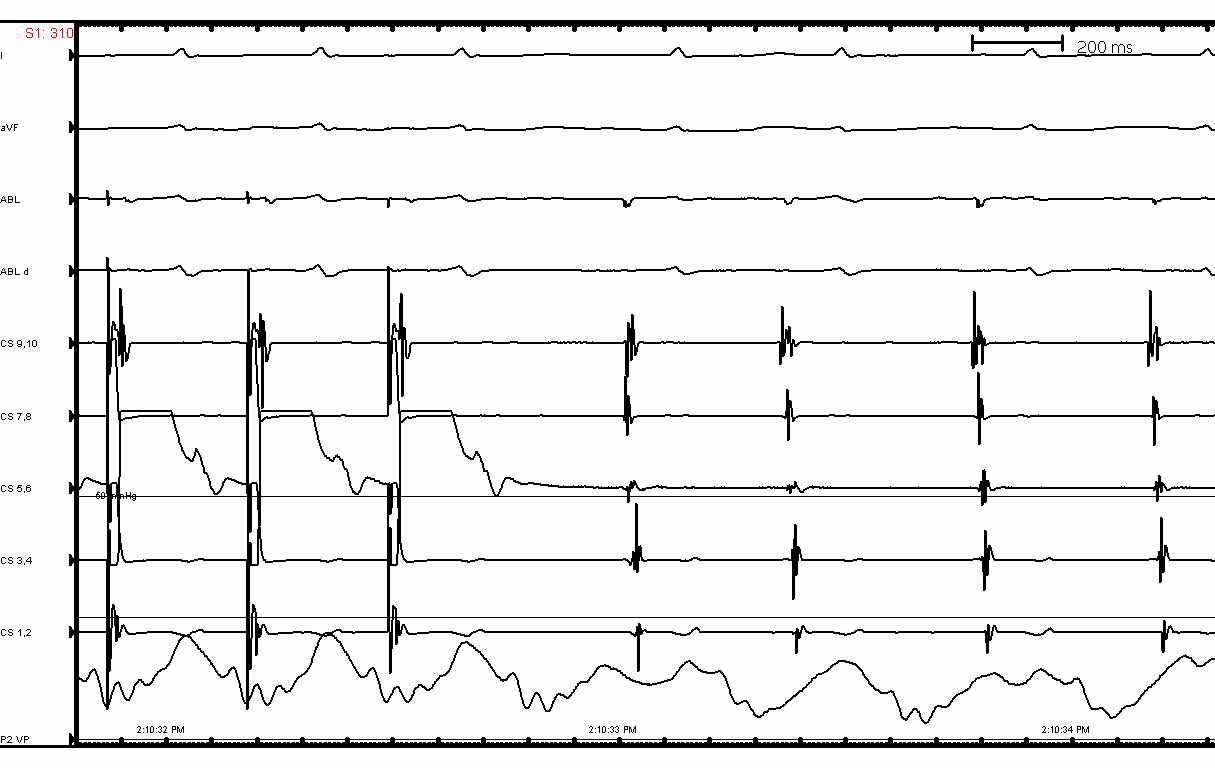 S1: 310
I
200 ms
aVF
ABL
ABL d
CS 9,10
CS 7,8
CS 5,6
CS 3,4
CS 1,2
2:10:32 PM
2:10:33 PM
2:10:34 PM
P2 VP